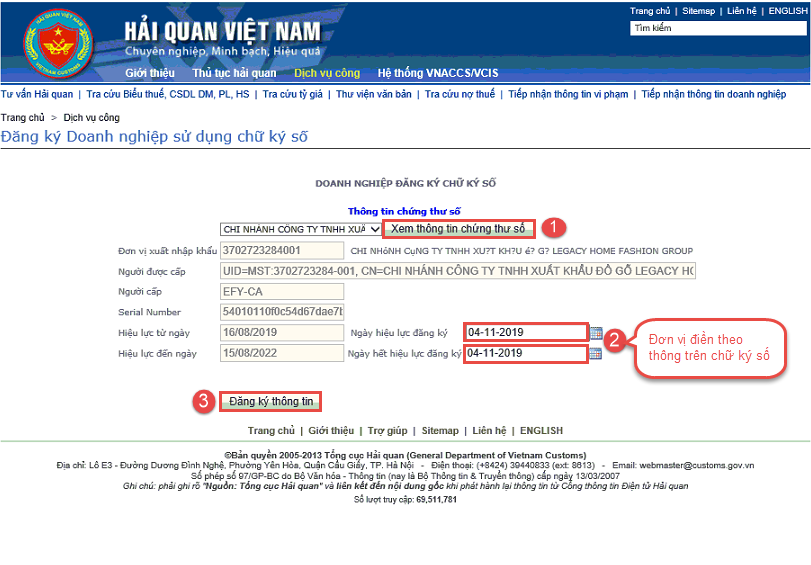 Trang chủ | Sitemap | Liên hệ | ENGLISH
Tìm kiếm
HẢI QUAN VIỆT NAM
Chuyên nghiệp, Minh bạch, Hiệu quả
HẢI QUAN VIỆT NAM
VIETNAM CUSTOMS
Giới thiệu Thủ tục hải quan Dịch vụ công Hệ thống VNACCS/VCIS
Tư vấn Hải quan | Tra cứu Biểu thuế, CSDL DM, PL, HS | Tra cứu tỷ giá | Thư viện văn bản | Tra cứu nợ thuế | Tiếp nhận thông tin vi phạm | Tiếp nhận thông tin doanh nghiệp
Trang chủ > Dịch vụ công
Đăng ký Doanh nghiệp sử dụng chữ ký số
DOANH NGHIỆP ĐĂNG KÝ CHỮ KÝ SỐ
Thông tin chứng thư số
CHI NHÁNH CÔNG TY TNHH XUẤ Xem thông tin chứng thư số 1
Đơn vị xuất nhập khẩu 3702723284001 CHI NHóNH CụNG TY TNHH XU?T KH?U é? G? LEGACY HOME FASHION GROUP
Người được cấp UID=MST:3702723284-001, CN=CHI NHÁNH CÔNG TY TNHH XUẤT KHẨU ĐỒ GỖ LEGACY HO
Người cấp EFY-CA
Serial Number 54010110f0c54d67dae7b
Hiệu lực từ ngày 16/08/2019 Ngày hiệu lực đăng ký 04-11-2019
Hiệu lực đến ngày 15/08/2022 Ngày hết hiệu lực đăng ký 04-11-2019
2 Đơn vị điền theo
thông trên chữ ký số
3 Đăng ký thông tin
Trang chủ | Giới thiệu | Trợ giúp | Sitemap | Liên hệ | ENGLISH
©Bản quyền 2005-2013 Tổng cục Hải quan (General Department of Vietnam Customs)
Địa chỉ: Lô E3 - Đường Dương Đình Nghệ, Phường Yên Hòa, Quận Cầu Giấy, TP. Hà Nội - Điện thoại: (+8424) 39440833 (ext: 8613) - Email: webmaster@customs.gov.vn
Số phép số 97/GP-BC do Bộ Văn hóa - Thông tin (nay là Bộ Thông tin & Truyền thông) cấp ngày 13/03/2007
Ghi chú: phải ghi rõ "Nguồn: Tổng cục Hải quan" và liên kết đến nội dung gốc khi phát hành lại thông tin từ Cổng thông tin Điện tử Hải quan
Số lượt truy cập: 69,511,781